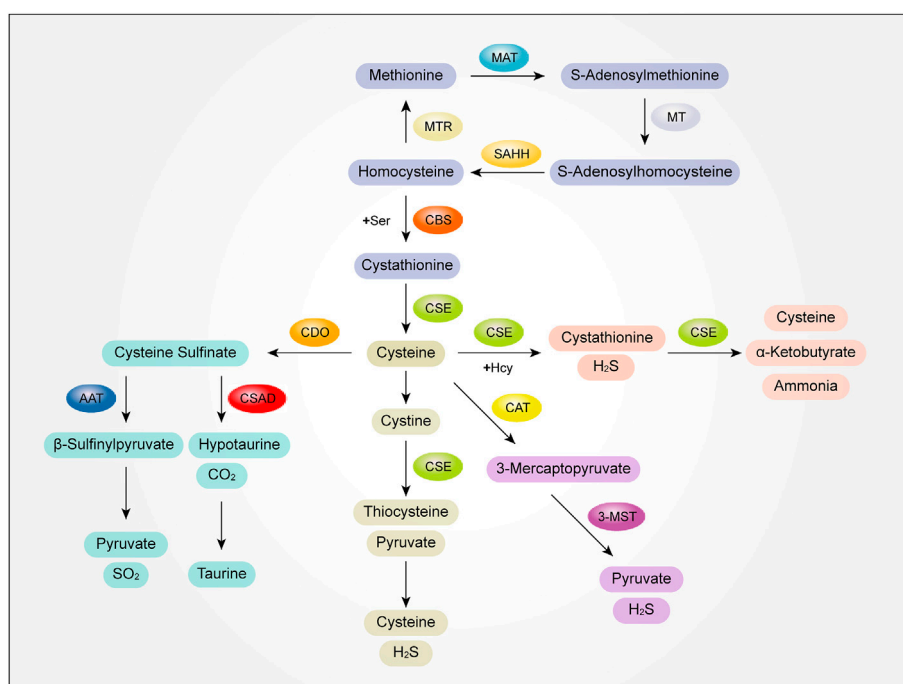 MAT
Methionine
S-Adenosylmethionine
MTR
MT
SAHH
Homocysteine
S-Adenosylhomocysteine
+Ser
CBS
Cystathionine
CSE
CDO
CSE
CSE
Cysteine
Cysteine Sulfinate
Cysteine
Cystathionine
α-Ketobutyrate
+Hcy
H₂S
Ammonia
AAT
CSAD
CAT
Cystine
β-Sulfinylpyruvate
Hypotaurine
CO₂
CSE
3-Mercaptopyruvate
Thiocysteine
3-MST
Pyruvate
Pyruvate
SO₂
Taurine
Pyruvate
H₂S
Cysteine
H₂S